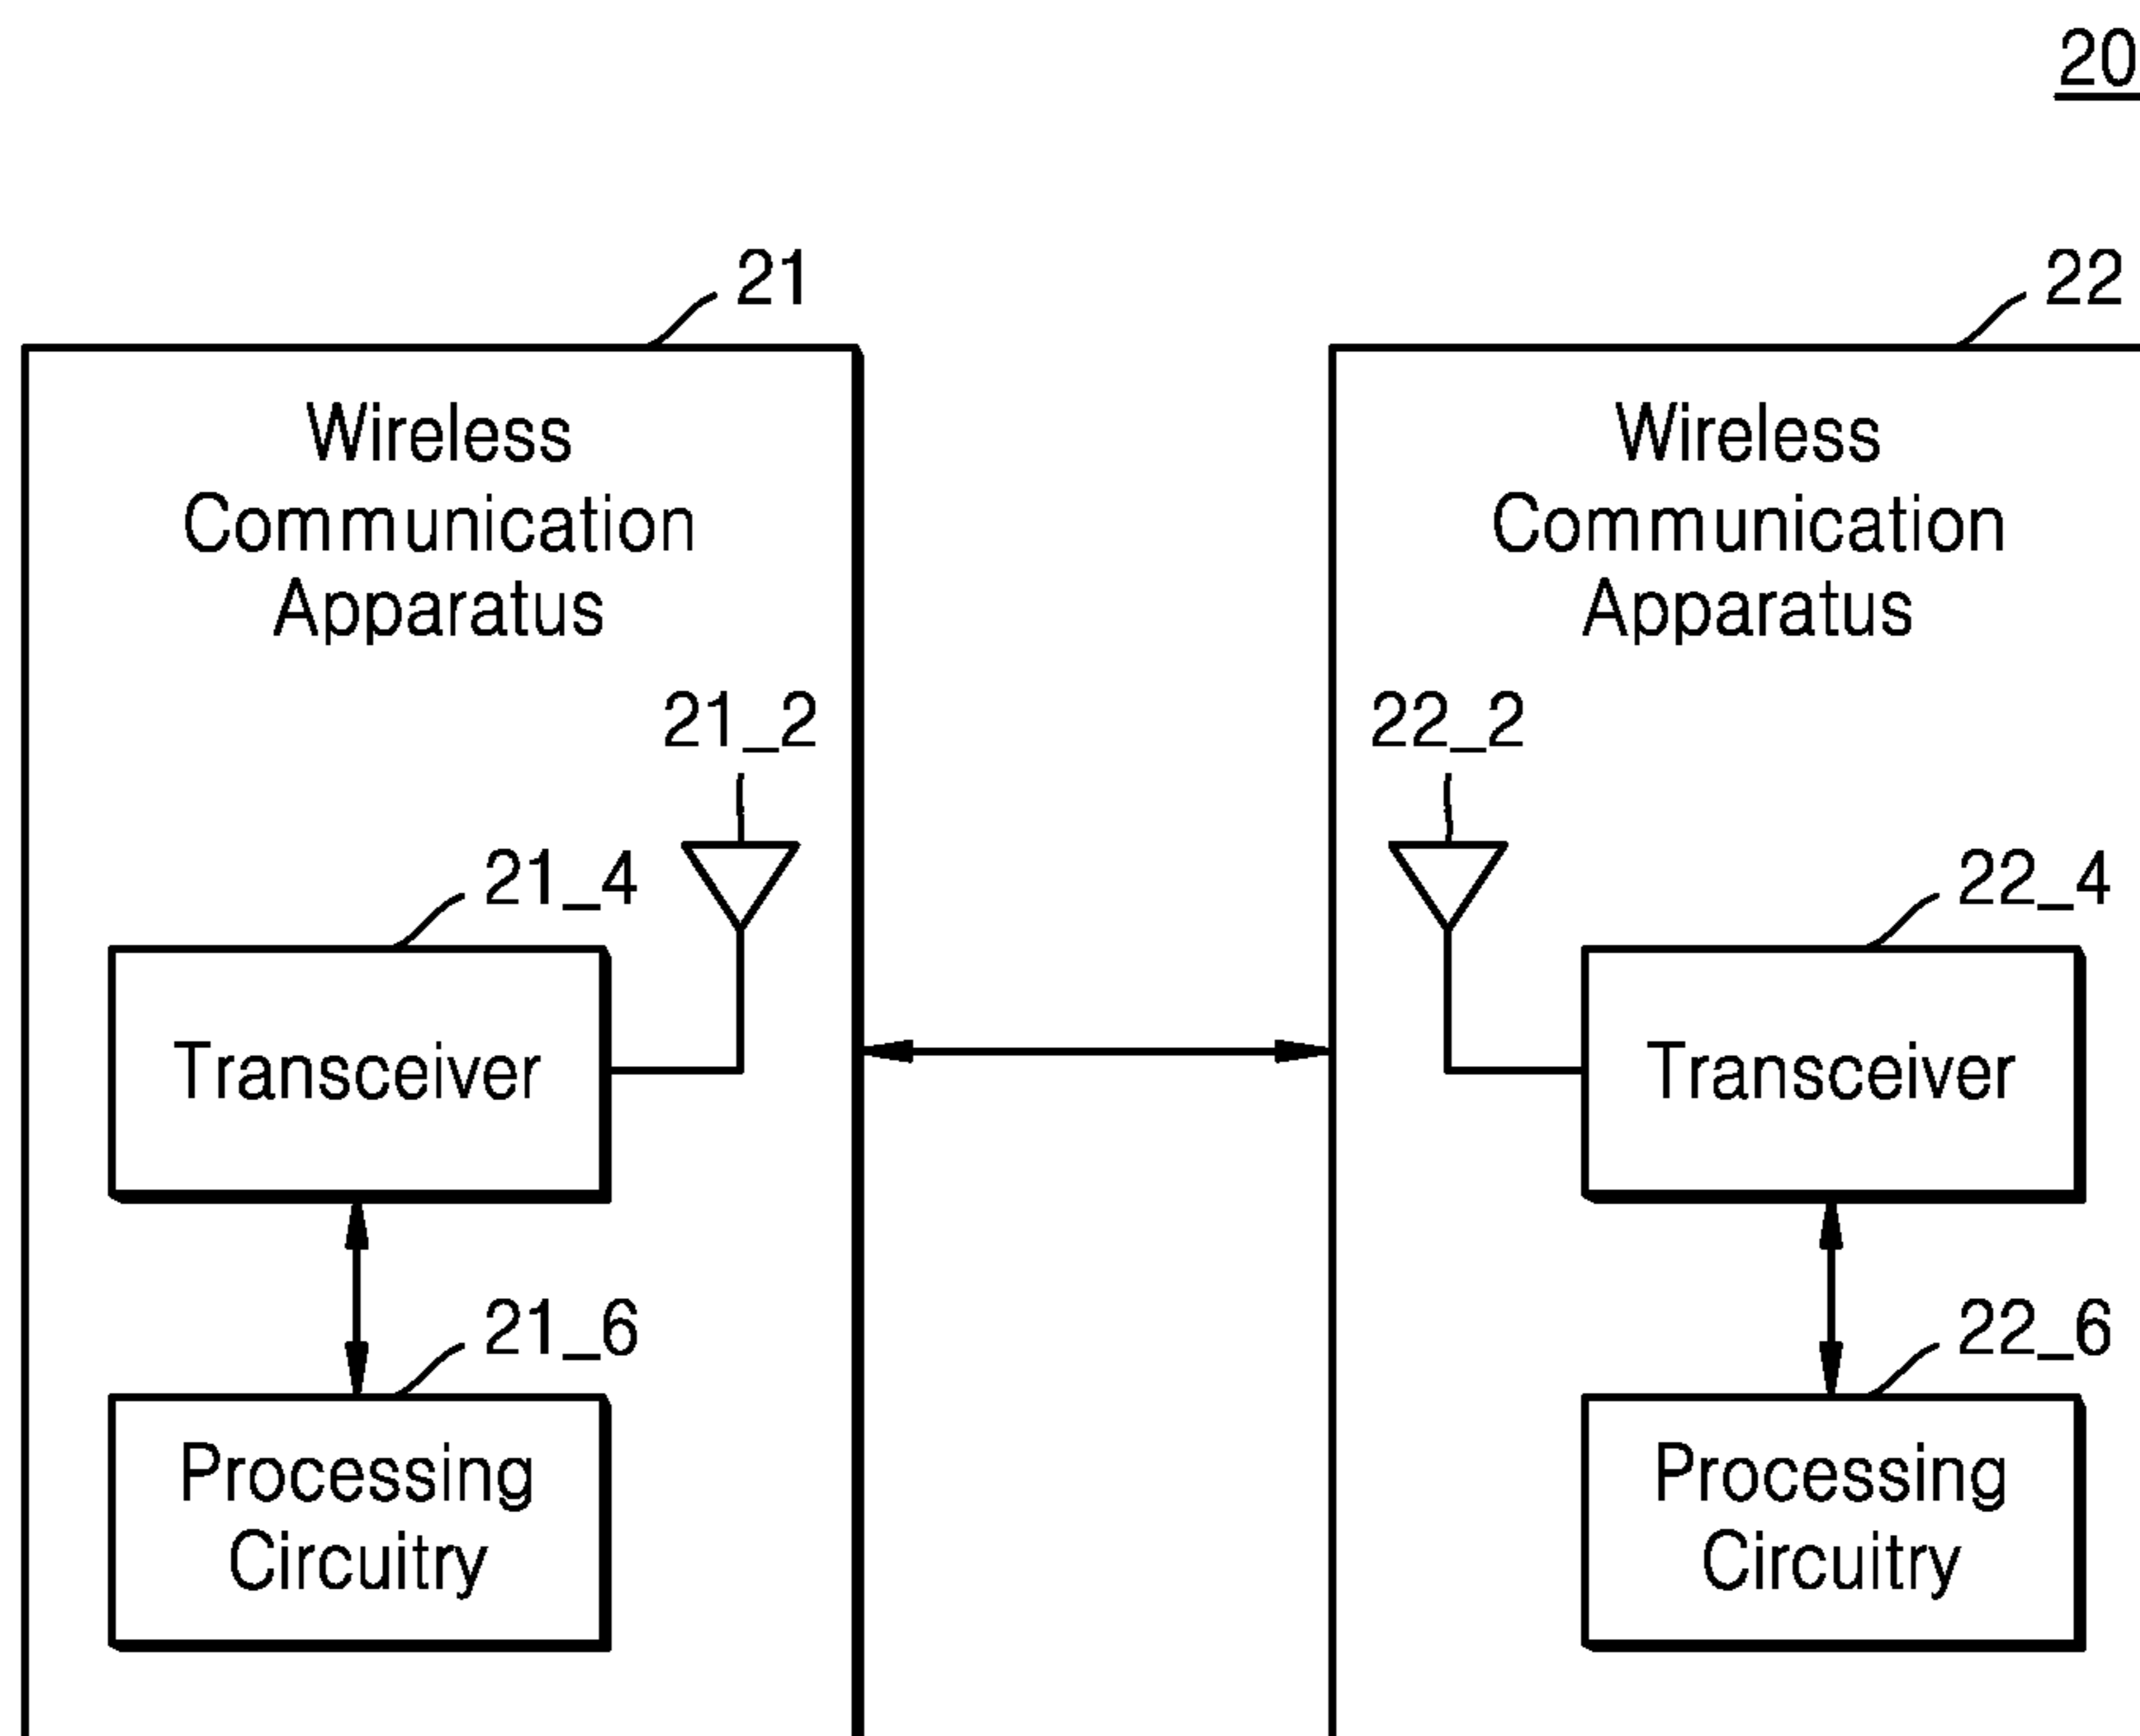 20
21
22
Wireless
Communication
Apparatus
Wireless
Communication
Apparatus
21_2
22_2
21_4
22_4
Transceiver
Transceiver
21_6
22_6
Processing
Circuitry
Processing
Circuitry